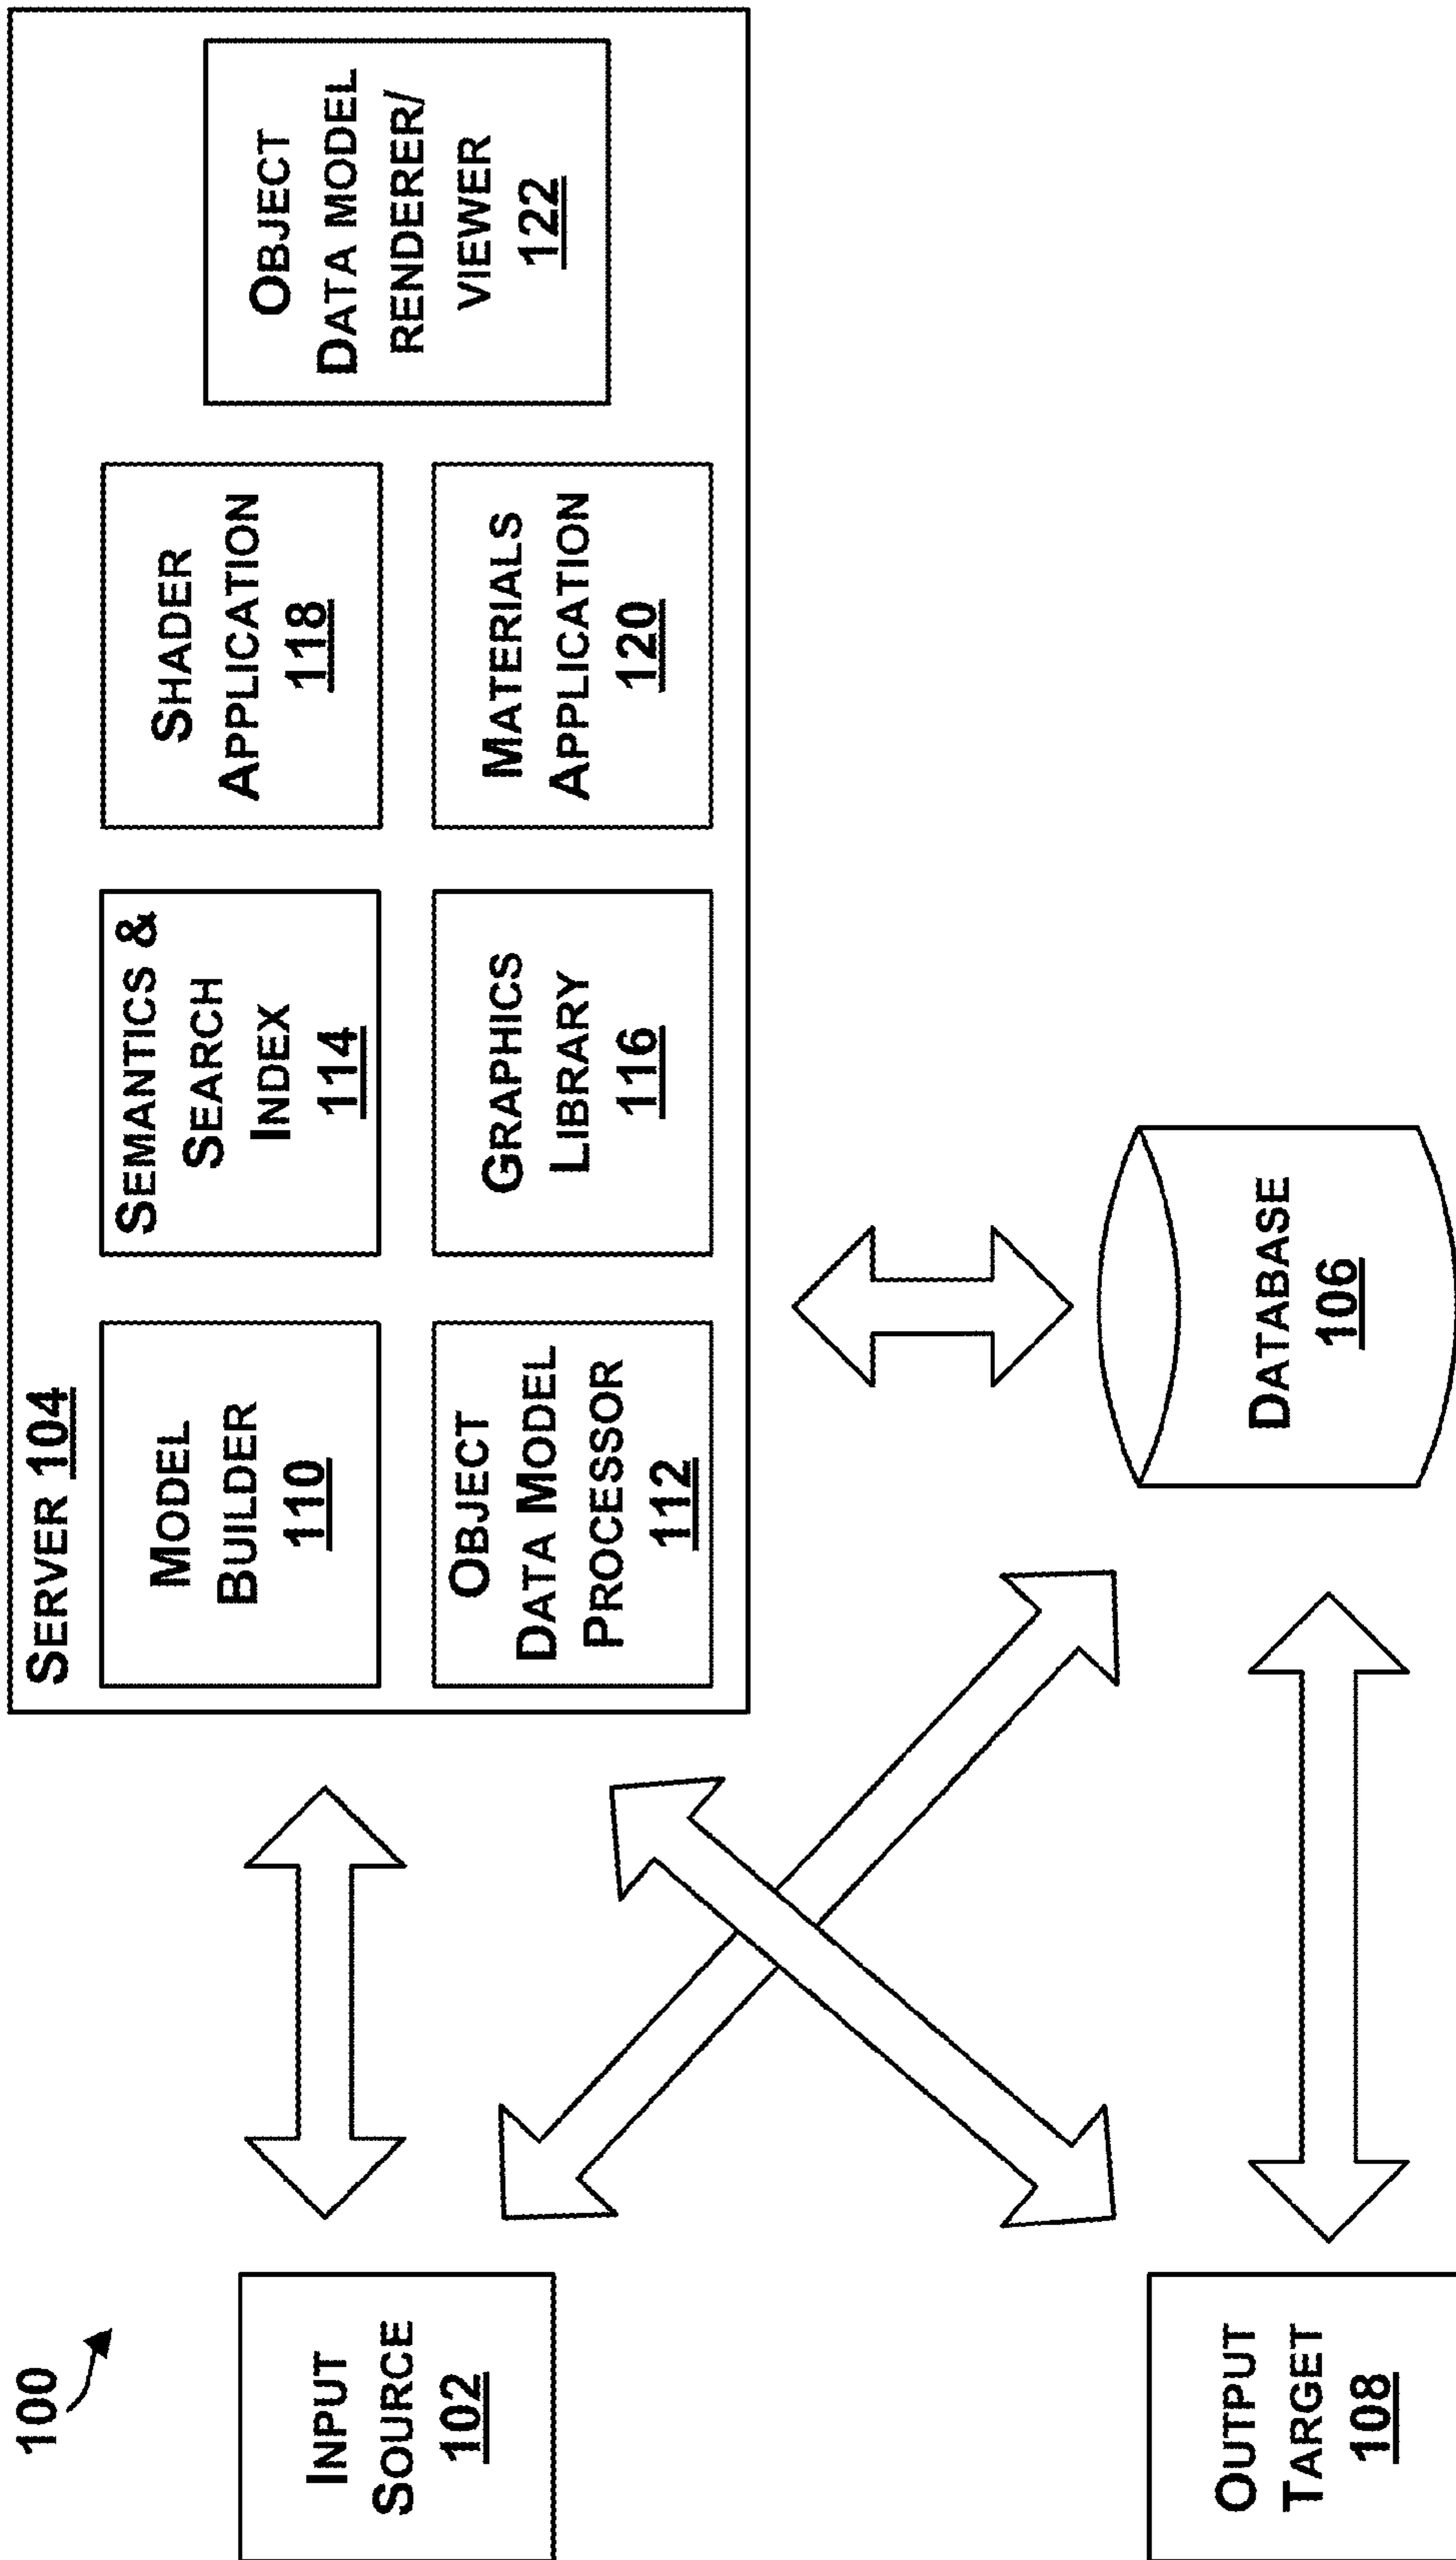 100
SERVER 104
MODEL
BUILDER
110
SEMANTICS &
SEARCH
INDEX
114
SHADER
APPLICATION
118
OBJECT
DATA MODEL
RENDERER/
VIEWER
122
OBJECT
DATA MODEL
PROCESSOR
112
GRAPHICS
LIBRARY
116
MATERIALS
APPLICATION
120
INPUT
SOURCE
102
OUTPUT
TARGET
108
DATABASE
106